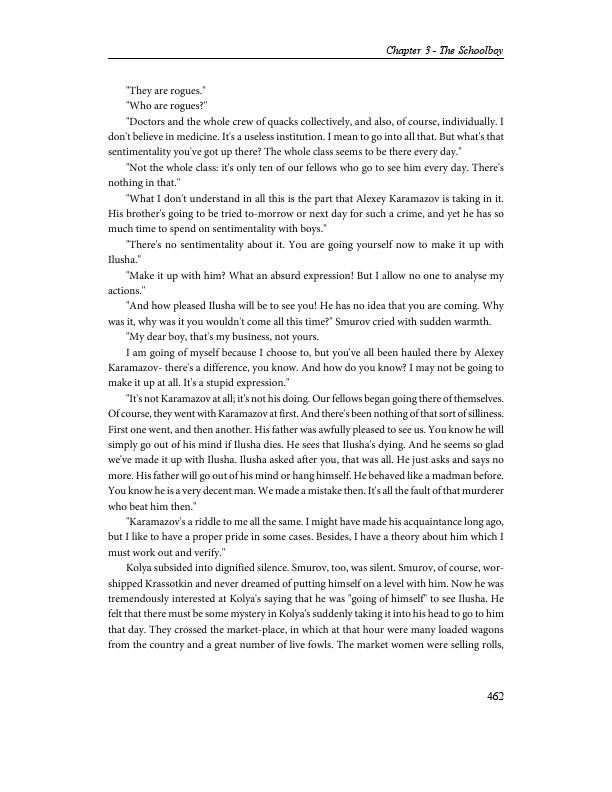 Chapter 3 - The Schoolboy
"They are rogues."
"Who are rogues?"
"Doctors and the whole crew of quacks collectively, and also, of course, individually. I
don't believe in medicine. It's a useless institution. I mean to go into all that. But what's that
sentimentality you've got up there? The whole class seems to be there every day."
"Not the whole class: it's only ten of our fellows who go to see him every day. There's
nothing in that."
"What I don't understand in all this is the part that Alexey Karamazov is taking in it.
His brother's going to be tried to-morrow or next day for such a crime, and yet he has so
much time to spend on sentimentality with boys."
"There's no sentimentality about it. You are going yourself now to make it up with
Ilusha."
"Make it up with him? What an absurd expression! But I allow no one to analyse my
actions."
"And how pleased Ilusha will be to see you! He has no idea that you are coming. Why
was it, why was it you wouldn't come all this time?" Smurov cried with sudden warmth.
"My dear boy, that's my business, not yours.
I am going of myself because I choose to, but you've all been hauled there by Alexey
Karamazov- there's a difference, you know. And how do you know? I may not be going to
make it up at all. It's a stupid expression."
"It's not Karamazov at all; it's not his doing. Our fellows began going there of themselves.
Of course, they went with Karamazov at first. And there's been nothing of that sort of silliness.
First one went, and then another. His father was awfully pleased to see us. You know he will
simply go out of his mind if Ilusha dies. He sees that Ilusha's dying. And he seems so glad
we've made it up with Ilusha. Ilusha asked after you, that was all. He just asks and says no
more. His father will go out of his mind or hang himself. He behaved like a madman before.
You know he is a very decent man. We made a mistake then. It's all the fault of that murderer
who beat him then."
"Karamazov's a riddle to me all the same. I might have made his acquaintance long ago,
but I like to have a proper pride in some cases. Besides, I have a theory about him which I
must work out and verify."
Kolya subsided into dignified silence. Smurov, too, was silent. Smurov, of course, wor-
shipped Krassotkin and never dreamed of putting himself on a level with him. Now he was
tremendously interested at Kolya's saying that he was "going of himself" to see Ilusha. He
felt that there must be some mystery in Kolya's suddenly taking it into his head to go to him
that day. They crossed the market-place, in which at that hour were many loaded wagons
from the country and a great number of live fowls. The market women were selling rolls,
462